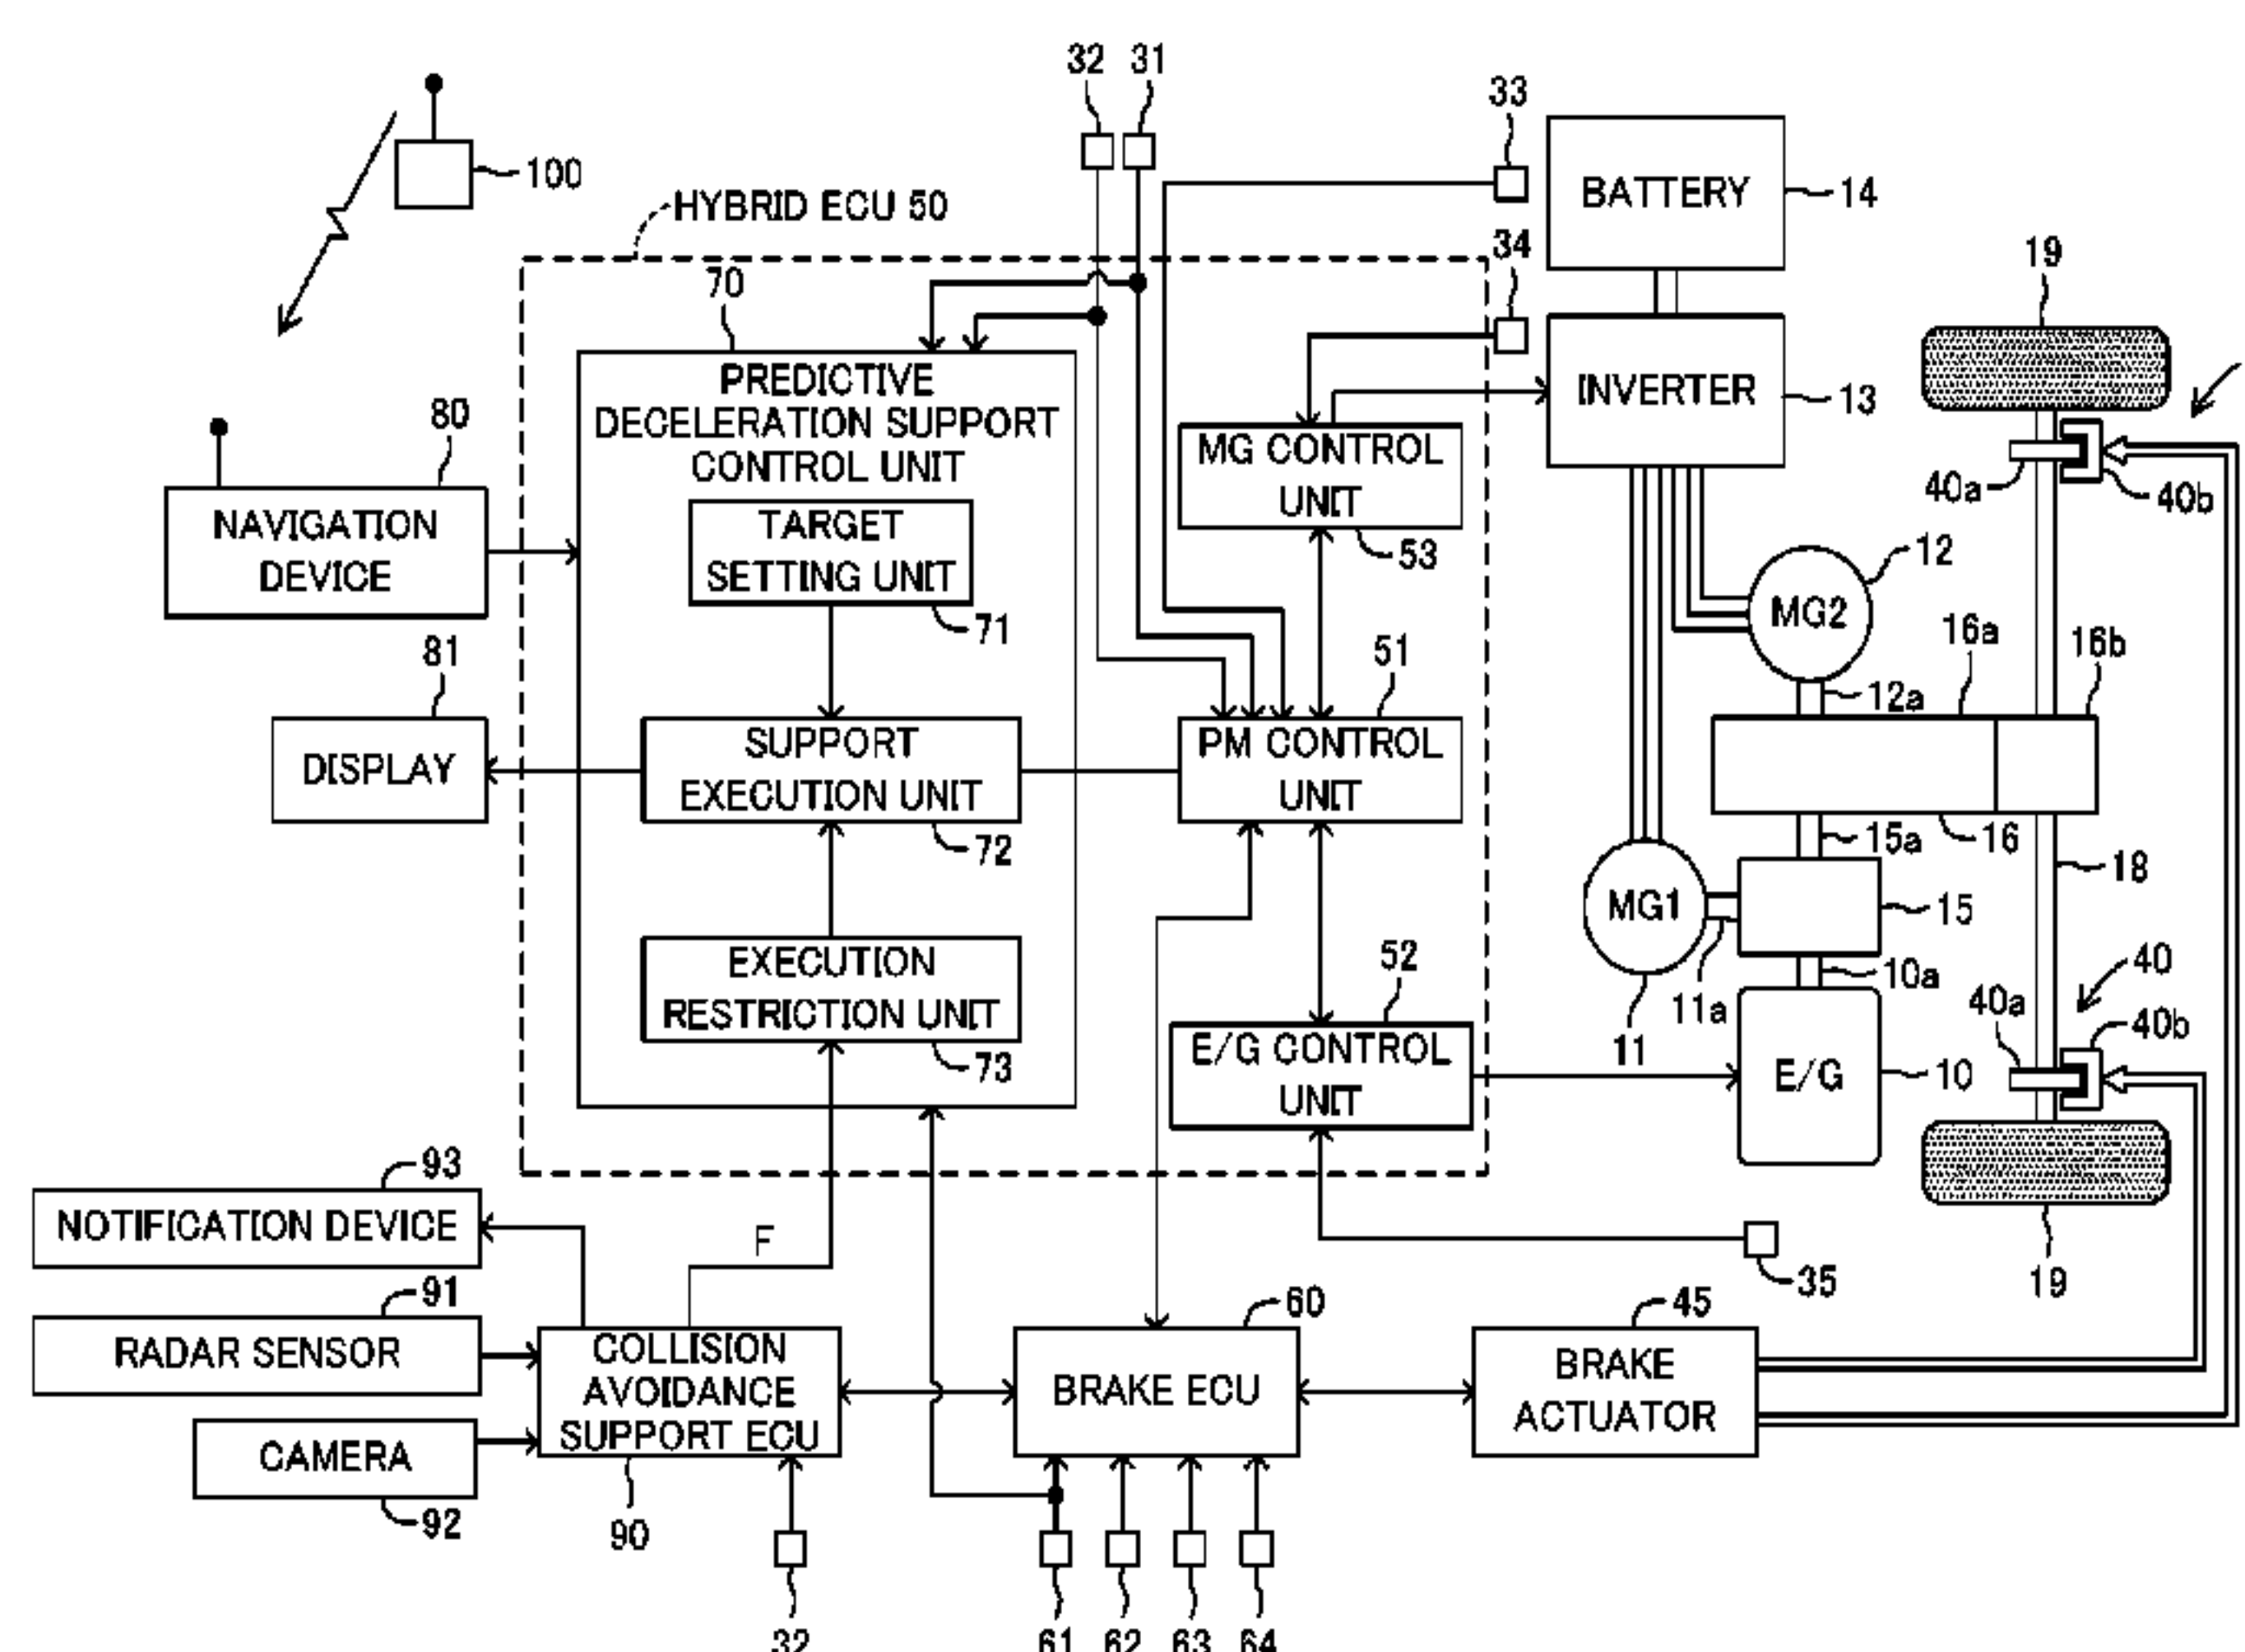 32 31
33
100
BATTERY
14
HYBRID ECU 50
34
19
70
PREDICTIVE
DECELERATION SUPPORT
CONTROL UNIT
INVERTER
13
80
MG CONTROL
UNIT
53
40a
40b
NAVIGATION
DEVICE
TARGET
SETTING UNIT
71
12
MG2
16a
16b
81
51
12a
DISPLAY
SUPPORT
EXECUTION UNIT
72
PM CONTROL
UNIT
15a
16
18
MG1
15
EXECUTION
RESTRICTION UNIT
73
52
11
11a
10a
40
40a
40b
E/G CONTROL
UNIT
E/G
10
93
NOTIFICATION DEVICE
F
35
19
91
RADAR SENSOR
60
45
COLLISION
AVOIDANCE
SUPPORT ECU
BRAKE ECU
BRAKE
ACTUATOR
CAMERA
92
90
32
61 62 63 64